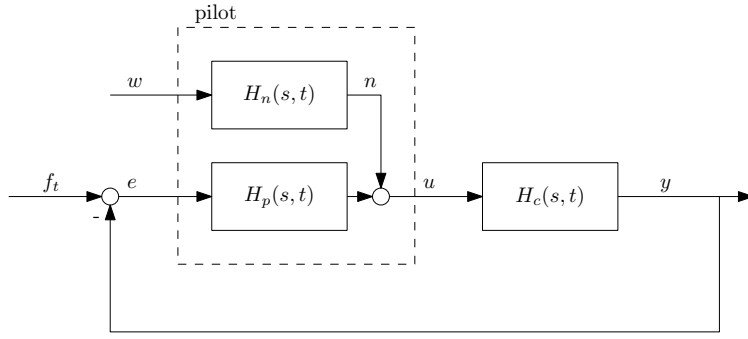 pilot
w
H_n(s, t)
n
f_t
e
H_p(s, t)
u
H_c(s, t)
y
-